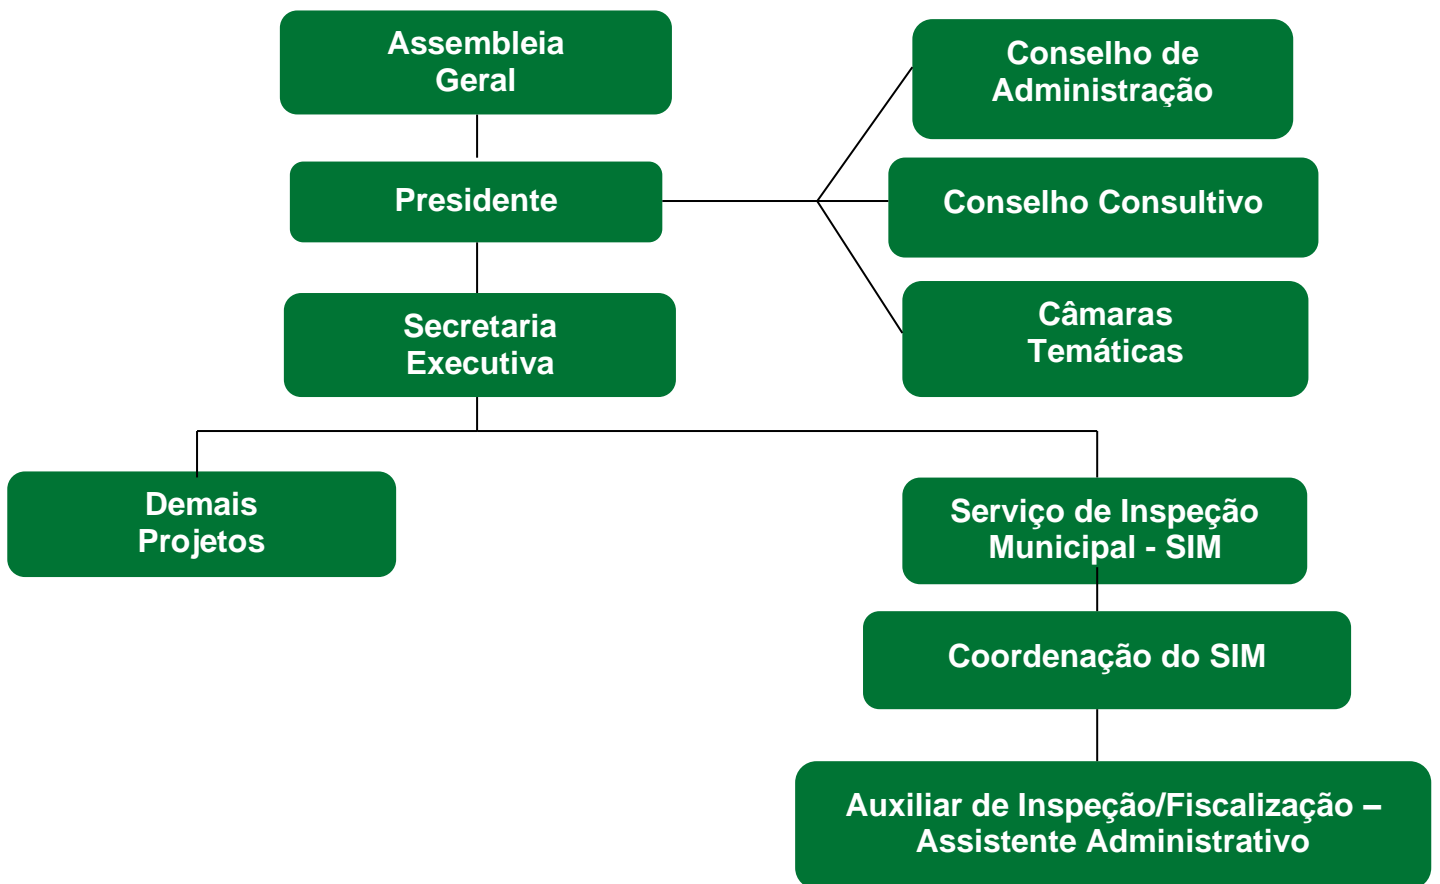 Assembleia
Geral
Conselho de
Administração
Presidente
Conselho Consultivo
Secretaria
Executiva
Câmaras
Temáticas
Demais
Projetos
Serviço de Inspeção
Municipal - SIM
Coordenação do SIM
Auxiliar de Inspeção/Fiscalização –
Assistente Administrativo